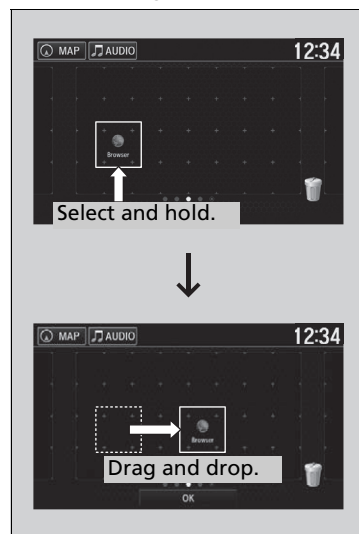 MAP AUDIO 12:34
Browser
Select and hold.
MAP AUDIO 12:34
Browser
Drag and drop.
OK